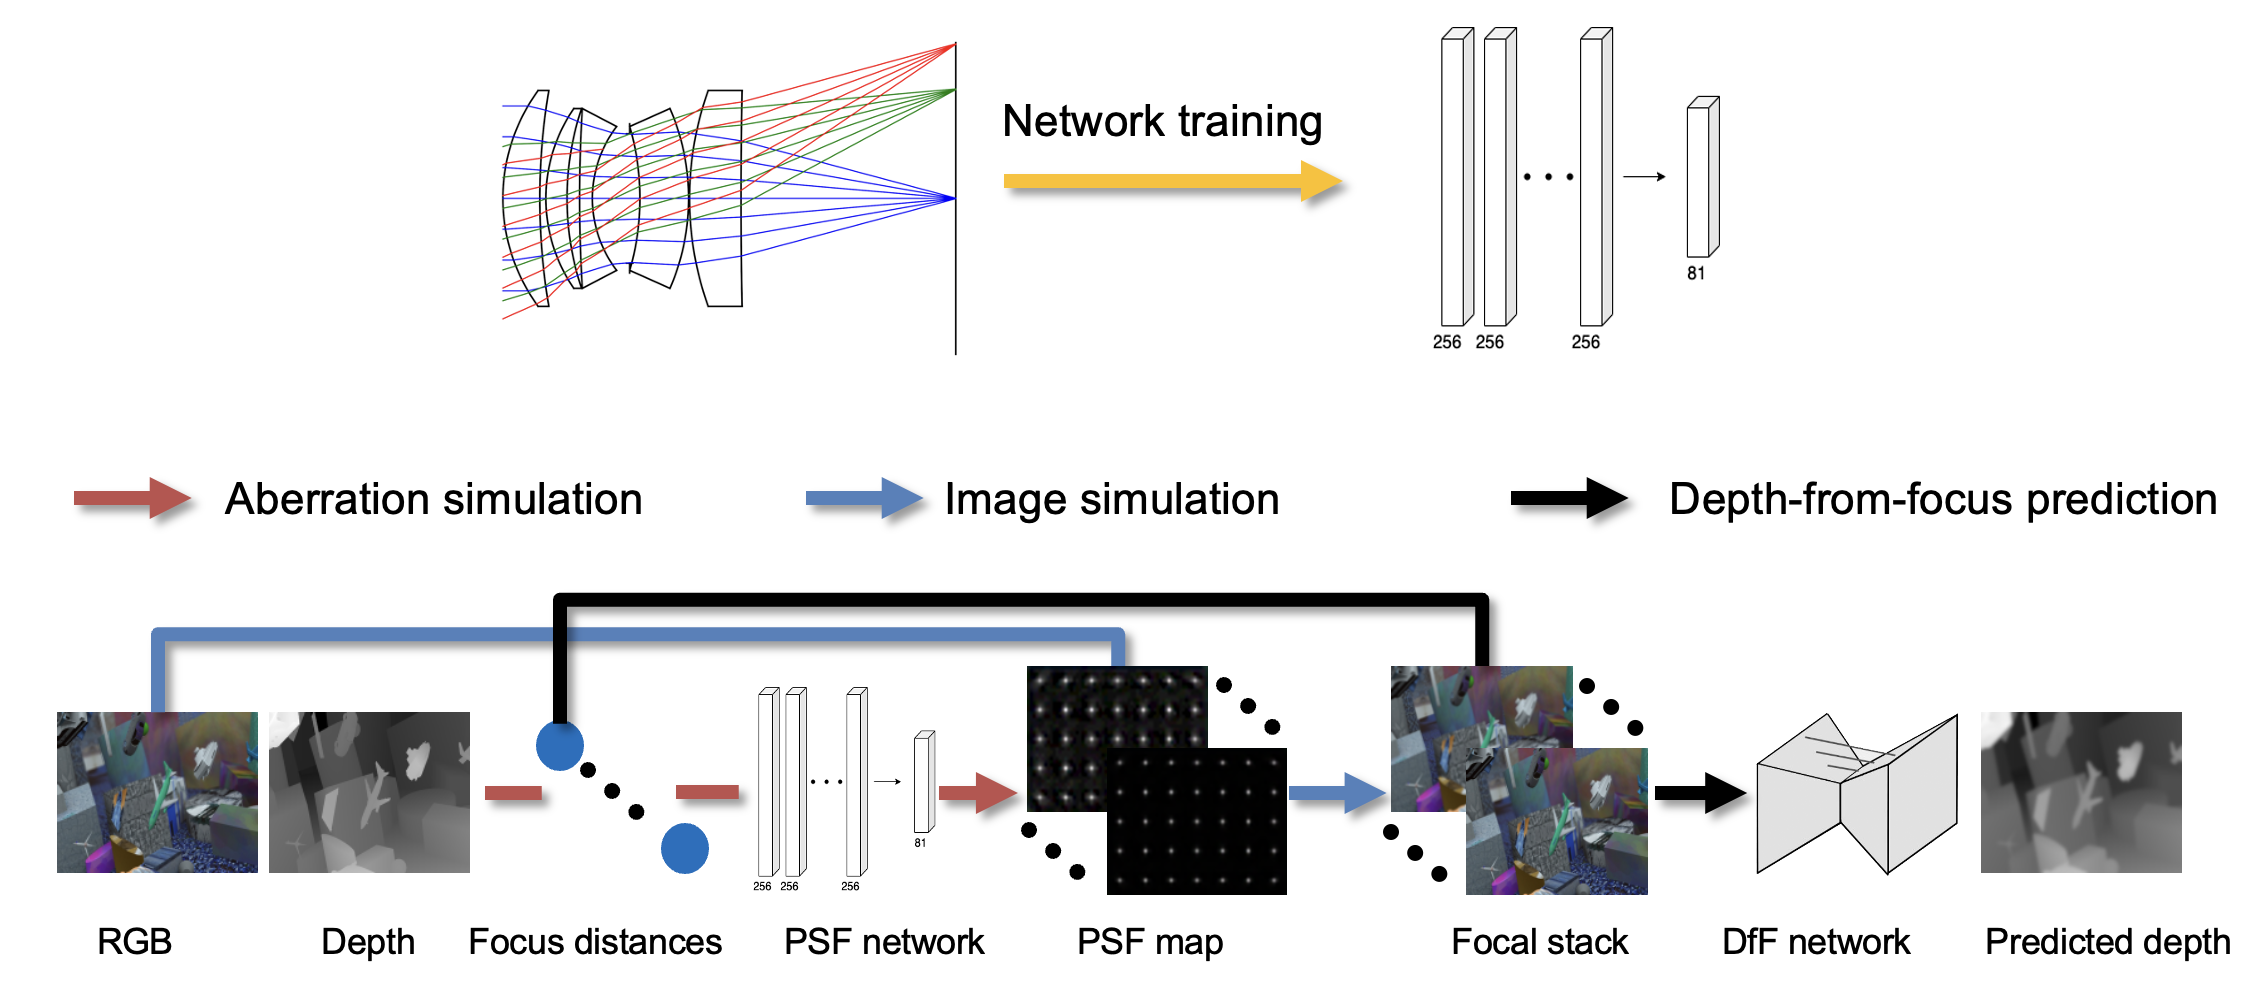 Network training
256 256 256
81
Aberration simulation
Image simulation
Depth-from-focus prediction
256 256 256
81
RGB
Depth
Focus distances
PSF network
PSF map
Focal stack
DfF network
Predicted depth